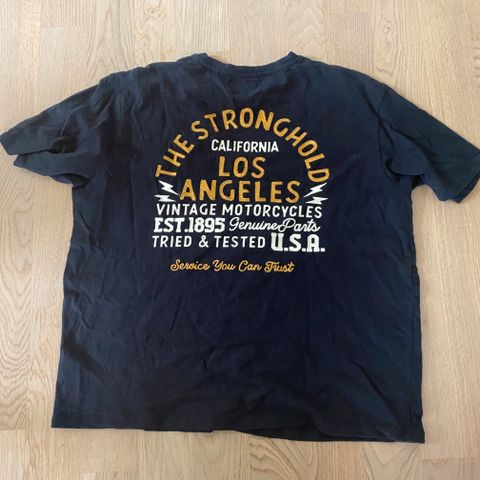 THE STRONGHOLD
CALIFORNIA
LOS
ANGELES
VINTAGE MOTORCYCLES
EST.1895 Genuine Parts
TRIED & TESTED U.S.A.
Service You Can Trust